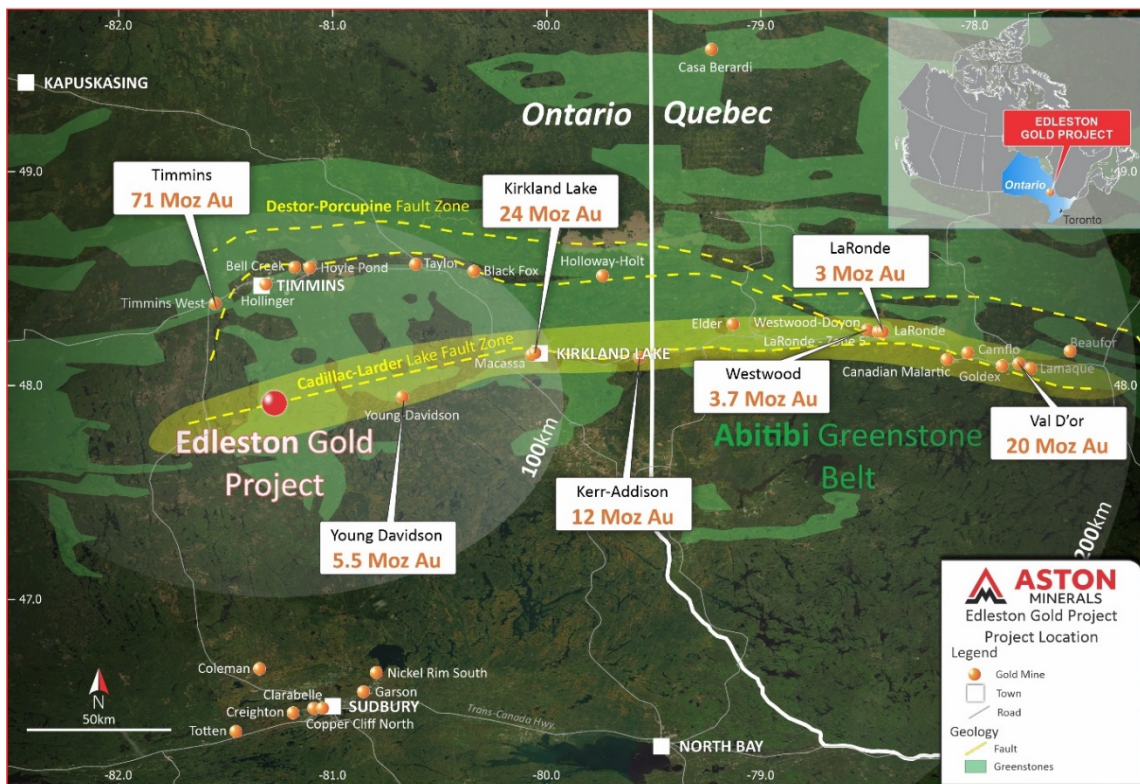 -82.0
-81.0
-80.0
-79.0
-78.0
KAPUSKASING
Casa Berardi
Ontario
Quebec
EDLESTON
GOLD PROJECT
Ontario
Toronto
49.0
49.0
Timmins
71 Moz Au
Destor-Porcupine Fault Zone
Kirkland Lake
24 Moz Au
LaRonde
3 Moz Au
Bell Creek
Hoyle Pond
Taylor
Black Fox
Holloway-Holt
TIMMINS
Hollinger
Timmins West
Elder
Westwood-Doyon
LaRonde
LaRonde - Zone 5
Cadillac-Larder Lake Fault Zone
Macassa
KIRKLAND LAKE
Camflo
Beaufor
Canadian Malartic
Goldex
Lamaque
48.0
48.0
Westwood
3.7 Moz Au
Young Davidson
Edleston Gold
Project
100km
Abitibi Greenstone
Belt
Val D'or
20 Moz Au
Kerr-Addison
12 Moz Au
Young Davidson
5.5 Moz Au
200km
47.0
ASTON
MINERALS
Edleston Gold Project
Project Location
Legend
Gold Mine
Town
Road
Geology
Fault
Greenstones
Coleman
Nickel Rim South
Garson
Clarabelle
Creighton
SUDBURY
Copper Cliff North
Totten
Trans-Canada Hwy
NORTH BAY
N
50km